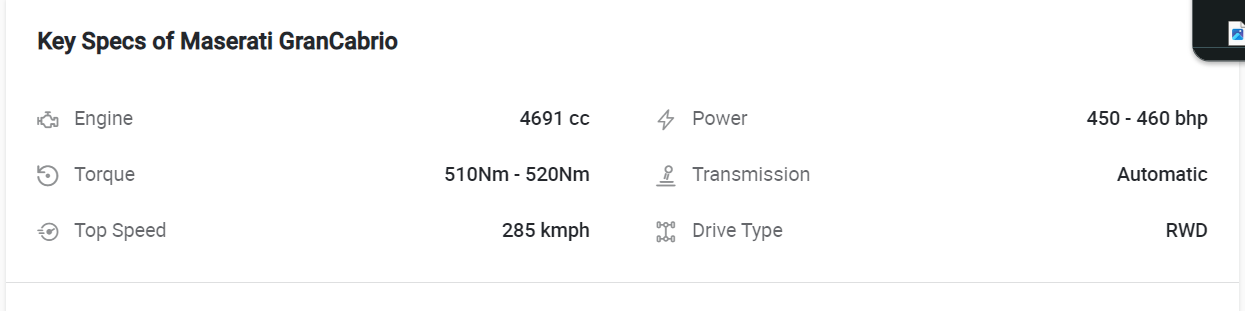 Key Specs of Maserati GranCabrio
Engine 4691 cc Power 450 - 460 bhp
Torque 510Nm - 520Nm Transmission Automatic
Top Speed 285 kmph Drive Type RWD